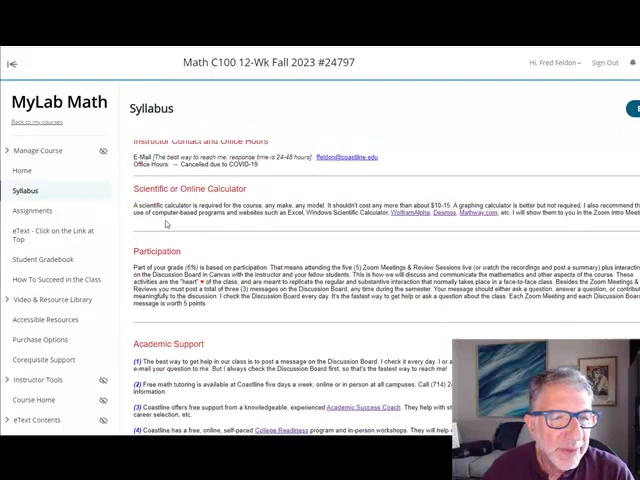 Math C100 12-Wk Fall 2023 #24797
Hi, Fred Feldon
Sign Out
MyLab Math
Back to my courses
Manage Course
Home
Syllabus
Assignments
eText - Click on the Link at
Top
Student Gradebook
How To Succeed in the Class
Video & Resource Library
Accessible Resources
Purchase Options
Corequisite Support
Instructor Tools
Course Home
eText Contents
Syllabus
Instructor Contact and Office Hours
E-Mail [The best way to reach me; response time is 24-48 hours]: ffeldon@coastline.edu
Office Hours: -- Cancelled due to COVID-19
Scientific or Online Calculator
A scientific calculator is required for the course, any make, any model. It shouldn't cost any more than about $10-15. A graphing calculator is better but not required. I also recommend the
use of computer-based programs and websites such as Excel, Windows Scientific Calculator, WolframAlpha, Desmos, Mathway.com, etc. I will show them to you in the Zoom Intro Mee
Participation
Part of your grade (6%) is based on participation. That means attending the five (5) Zoom Meetings & Review Sessions live (or watch the recordings and post a summary) plus interacting
on the Discussion Board in Canvas with the instructor and your fellow students. This is how we will discuss and communicate the mathematics and other aspects of the course. These
activities are the "heart" ♥ of the class, and are meant to replicate the regular and substantive interaction that normally takes place in a face-to-face class. Besides the Zoom Meetings &
Reviews you must post a total of three (3) messages on the Discussion Board, any time during the semester. Your message should either ask a question, answer a question, or contribute
meaningfully to the discussion. I check the Discussion Board every day. It's the fastest way to get help or ask a question about the class. Each Zoom Meeting and each Discussion Boa
message is worth 5 points.
Academic Support
(1) The best way to get help in our class is to post a message on the Discussion Board. I check it every day. I or a
e-mail your question to me. But I always check the Discussion Board first, so that's the fastest way to reach me!
(2) Free math tutoring is available at Coastline five days a week, online or in person at all campuses. Call (714) 2
information
(3) Coastline offers free support from a knowledgeable, experienced Academic Success Coach. They help with st
career selection, etc.
(4) Coastline has a free, online, self-paced College Readiness program and in-person workshops. They will help